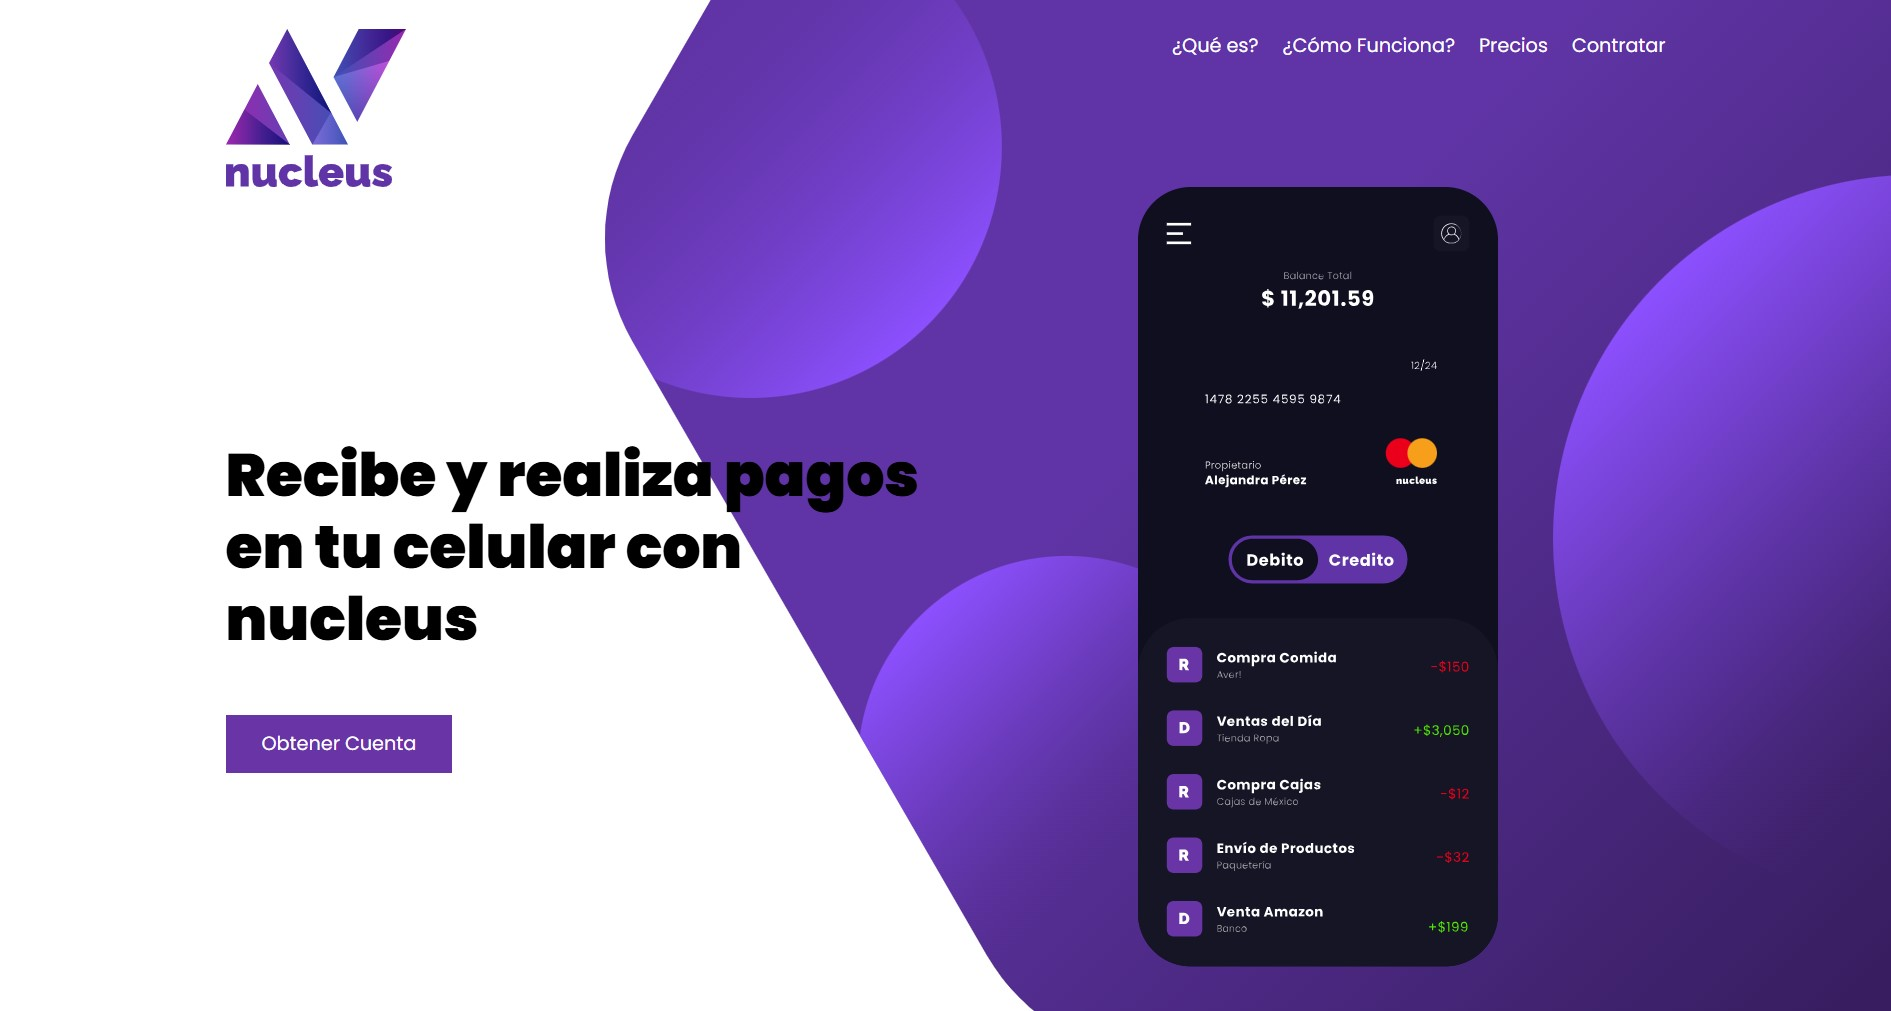 nucleus
¿Qué es? ¿Cómo Funciona? Precios Contratar
Recibe y realiza pagos
en tu celular con
nucleus
Obtener Cuenta
Balance Total
$ 11,201.59
12/24
1478 2255 4595 9874
Propietario
Alejandra Pérez
nucleus
Debito Credito
R Compra Comida -$150
Aver!
D Ventas del Día +$3,050
Tienda Ropa
R Compra Cajas -$12
Cajas de México
R Envío de Productos -$32
Paqueteria
D Venta Amazon +$199
Banco